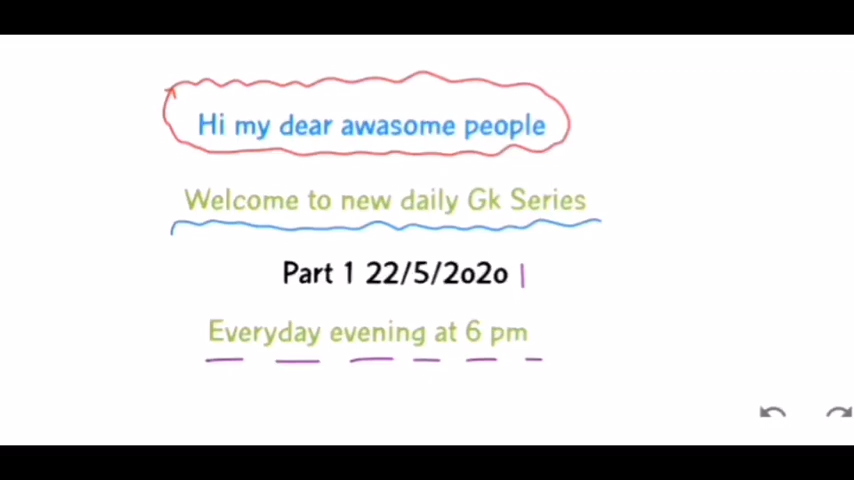 Hi my dear awasome people
Welcome to new daily Gk Series
Part 1 22/5/2020
Everyday evening at 6 pm